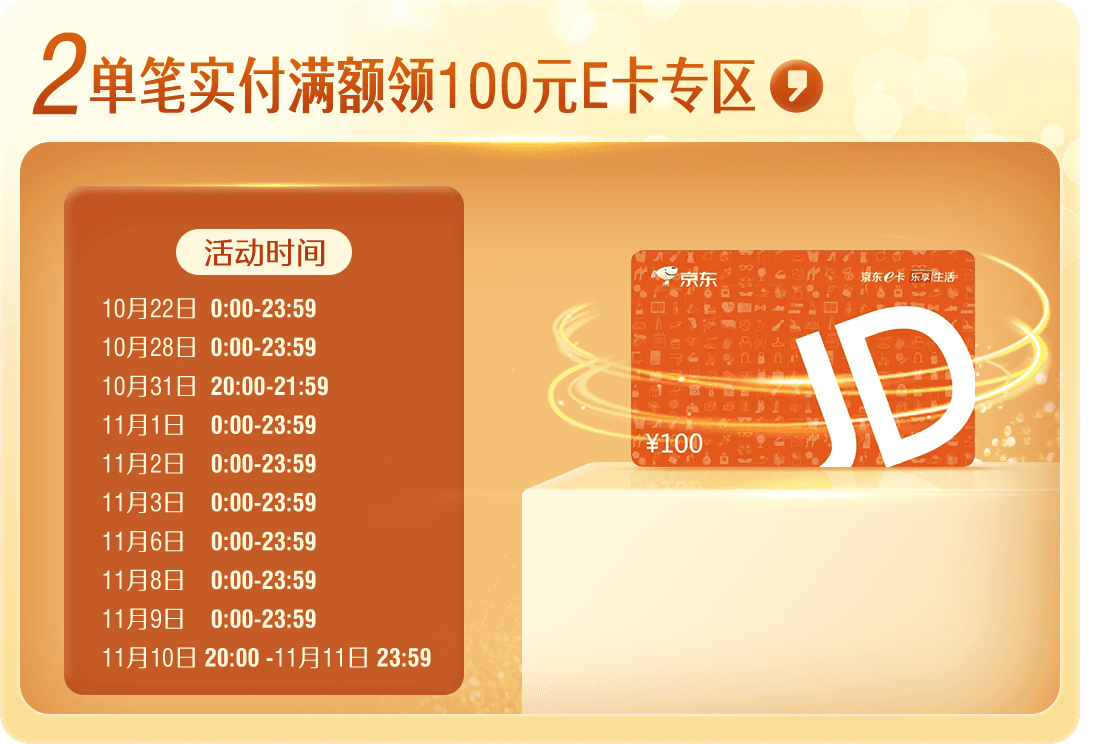 2单笔实付满额领100元E卡专区
活动时间
10月22日 0:00-23:59
10月28日 0:00-23:59
10月31日 20:00-21:59
11月1日 0:00-23:59
11月2日 0:00-23:59
11月3日 0:00-23:59
11月6日 0:00-23:59
11月8日 0:00-23:59
11月9日 0:00-23:59
11月10日 20:00 -11月11日 23:59
京东
京东e卡 乐享生活
JD
¥100